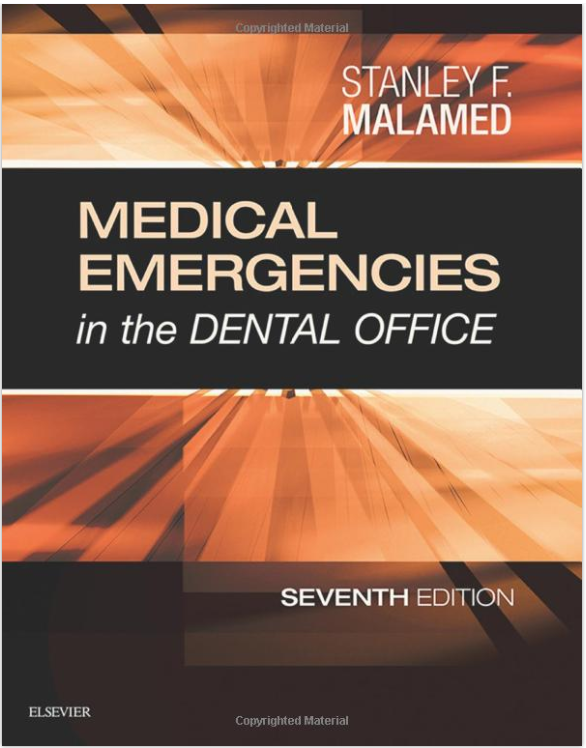 Copyrighted Material
STANLEY F.
MALAMED
MEDICAL
EMERGENCIES
in the DENTAL OFFICE
SEVENTH EDITION
ELSEVIER
Copyrighted Material